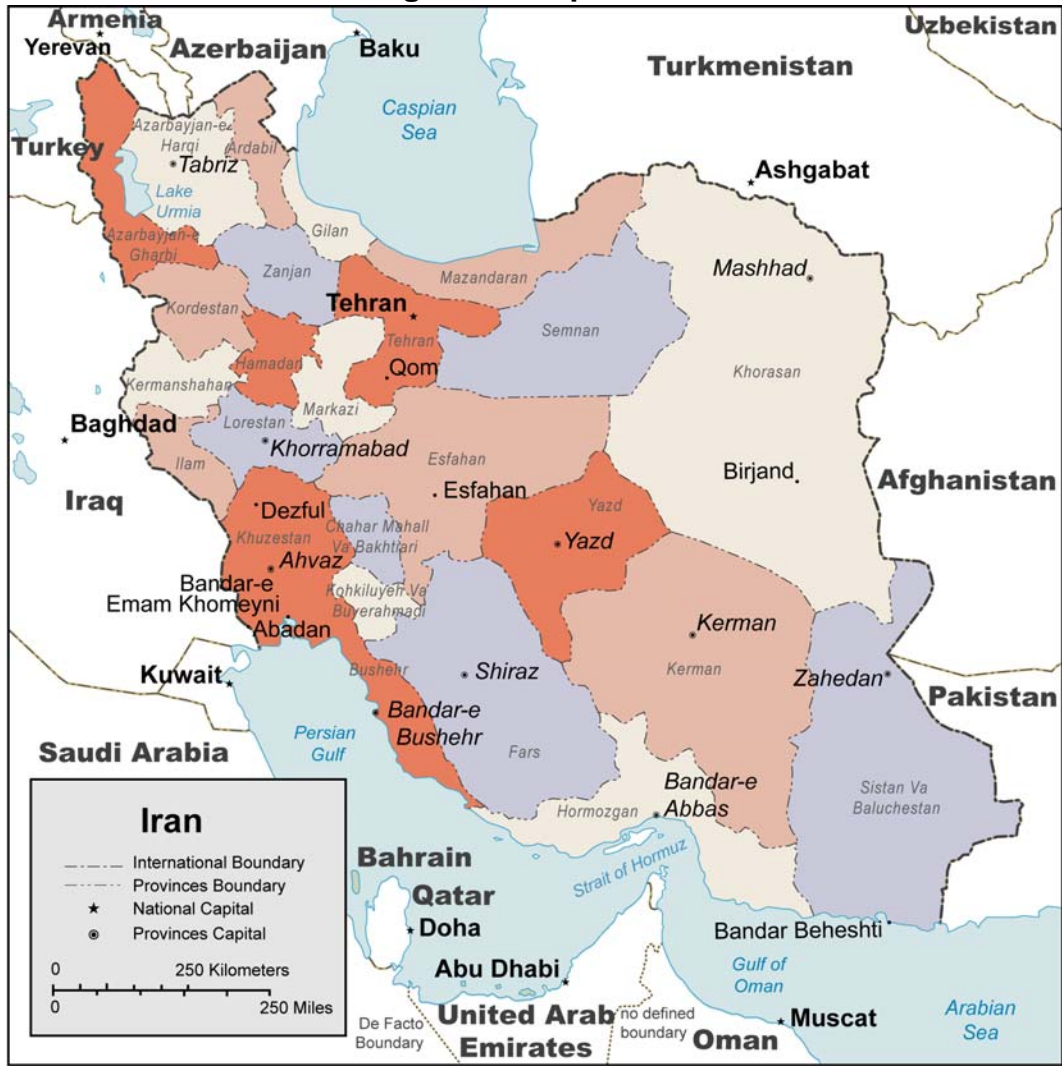 Armenia
Yerevan
Azerbaijan
Baku
Uzbekistan
Turkmenistan
Caspian
Sea
Azarbayjan-e
Harqi
Ardabil
Turkey
Tabriz
Ashgabat
Lake
Urmia
Gilan
Azarbayjan-e
Gharbi
Zanjan
Mazandaran
Mashhad
Kordestan
Tehran
Semnan
Tehran
Hamadan
Qom
Khorasan
Kermanshahan
Markazi
Baghdad
Lorestan
Khorramabad
Ilam
Esfahan
Birjand
Afghanistan
Iraq
Esfahan
Dezful
Yazd
Khuzestan
Chahar Mahall
Va Bakhtiari
Yazd
Ahvaz
Bandar-e
Emam Khomeyni
Kohkiluyeh Va
Buyerahmadi
Abadan
Kerman
Kuwait
Bushehr
Shiraz
Kerman
Zahedan
Pakistan
Bandar-e
Bushehr
Persian
Gulf
Saudi Arabia
Fars
Bandar-e
Abbas
Sistan Va
Baluchestan
Hormozgan
Iran
International Boundary
Provinces Boundary
National Capital
Provinces Capital
0 250 Kilometers
0 250 Miles
Bahrain
Qatar
Strait of Hormuz
Doha
Bandar Beheshti
Abu Dhabi
Gulf of
Oman
De Facto
Boundary
United Arab
Emirates
no defined
boundary
Oman
Muscat
Arabian
Sea